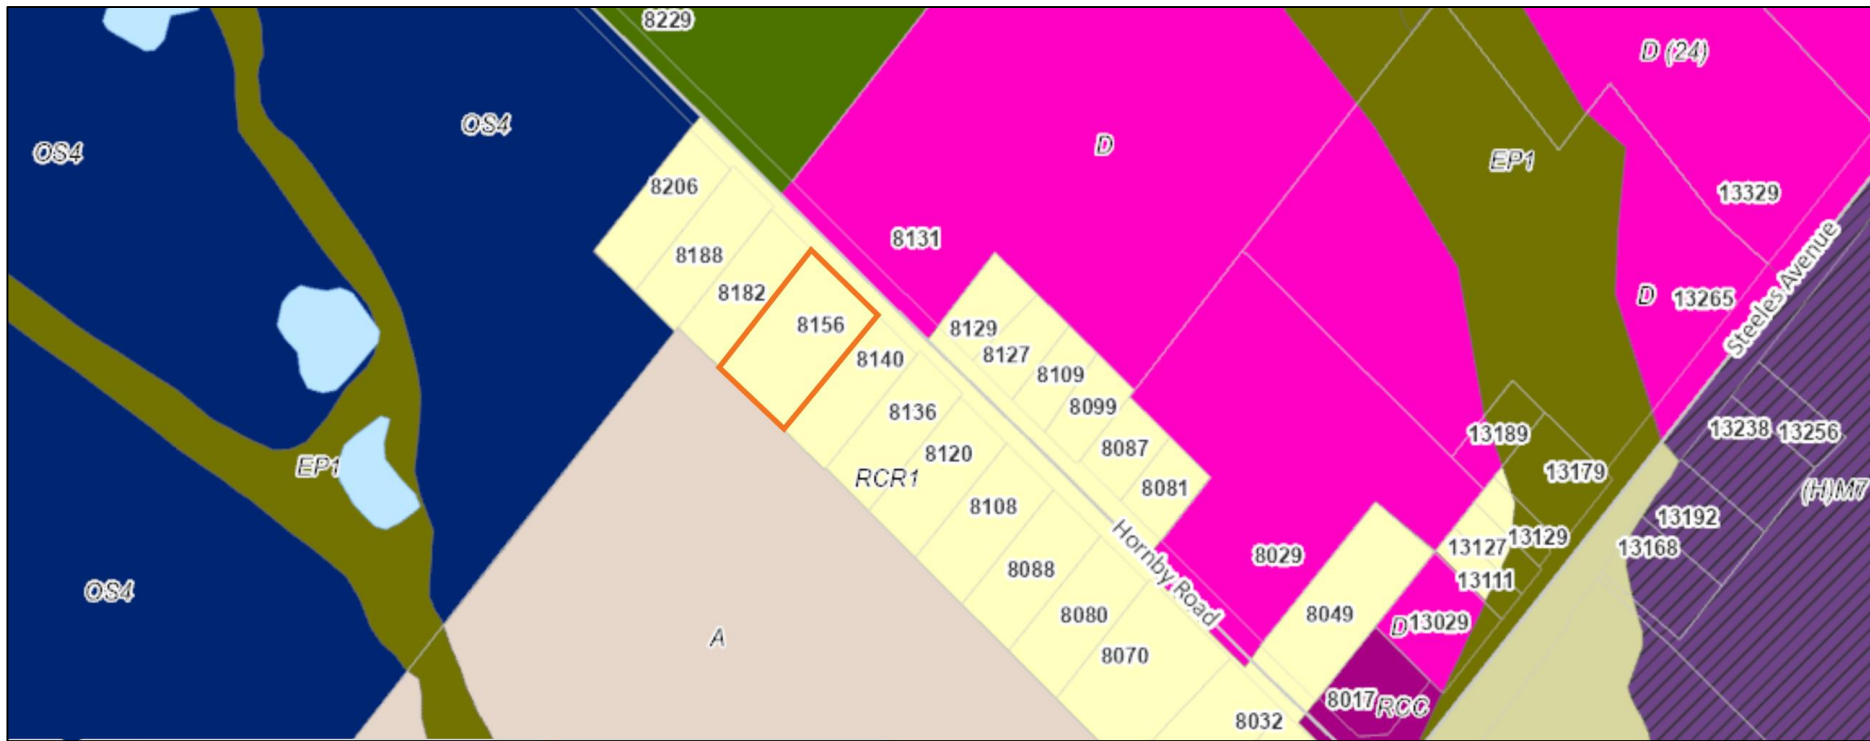 8229
D (24)
OS4
OS4
D
EP1
8206
13329
8131
8188
8182
D
13265
Steeles Avenue
8156
8129
8127
8140
8109
8099
8136
13189
13238
13256
8087
8120
EP1
RCR1
13179
8081
(H)M7
8108
13192
Hornby Road
13129
13127
13168
8029
8088
13111
OS4
8080
8049
D
13029
A
8070
8017
RCC
8032